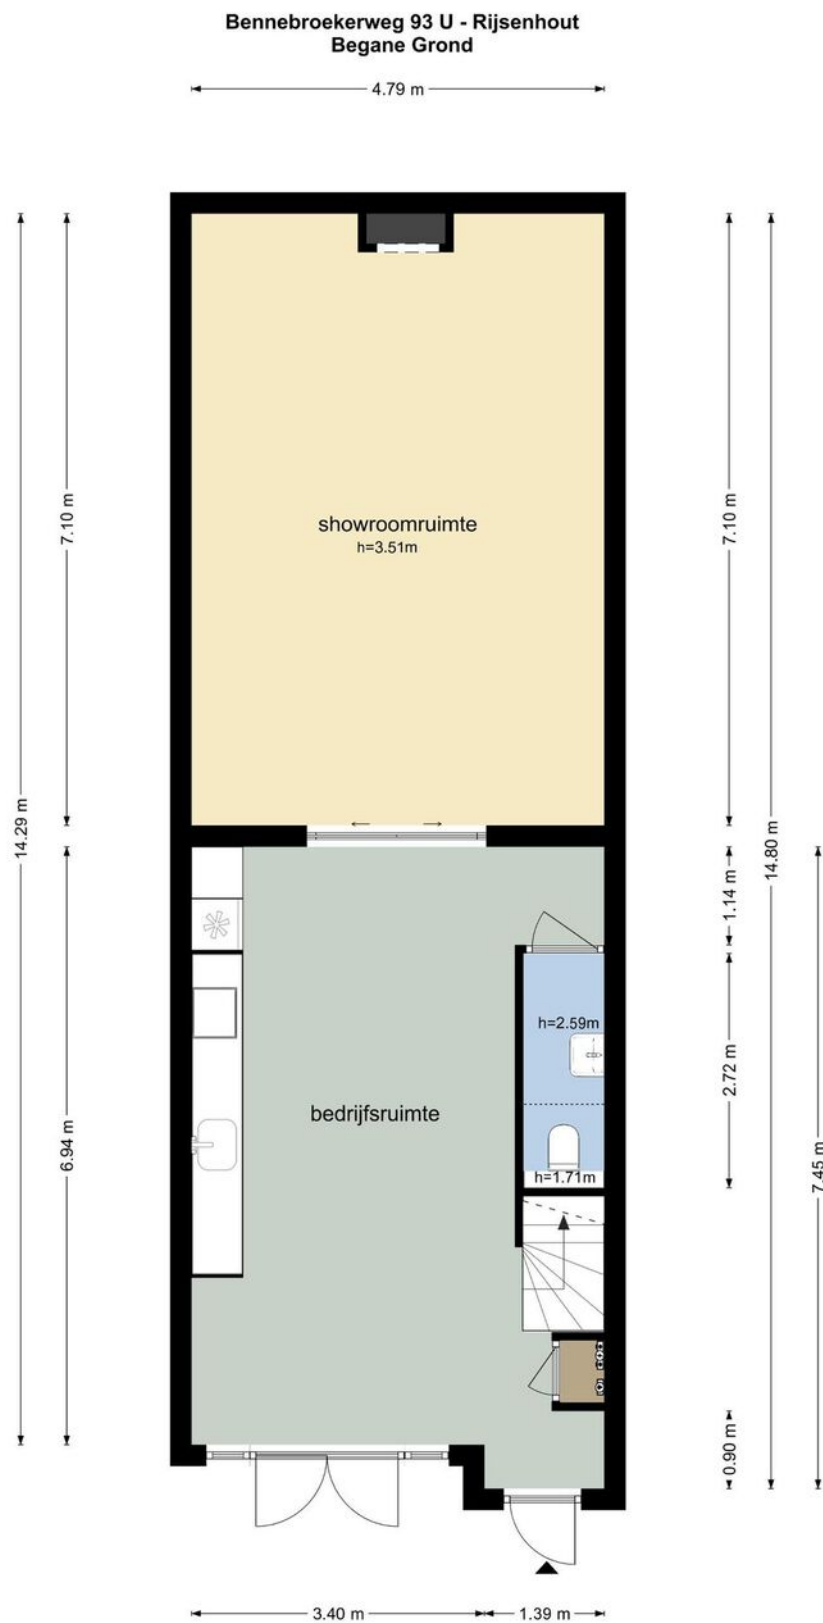 Bennebroekerweg 93 U - Rijsenhout
Begane Grond
4.79 m
7.10 m
7.10 m
showroomruimte
h=3.51m
14.29 m
14.80 m
1.14 m
h=2.59m
2.72 m
bedrijfsruimte
6.94 m
7.45 m
h=1.71m
0.90 m
3.40 m
1.39 m